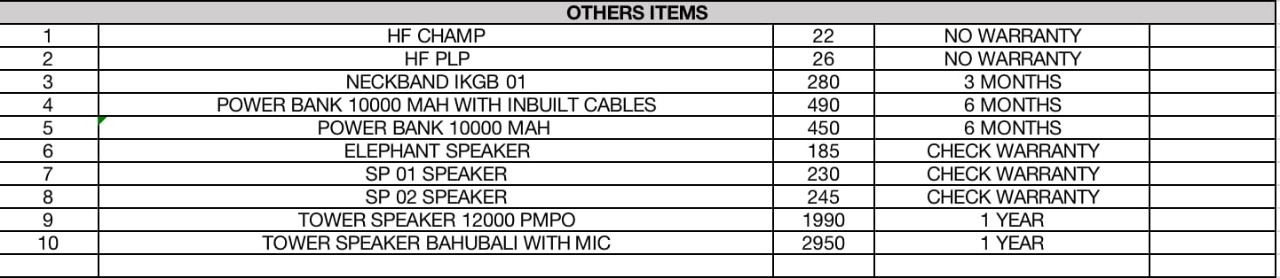 OTHERS ITEMS
1 HF CHAMP 22 NO WARRANTY
2 HF PLP 26 NO WARRANTY
3 NECKBAND IKGB 01 280 3 MONTHS
4 POWER BANK 10000 MAH WITH INBUILT CABLES 490 6 MONTHS
5 POWER BANK 10000 MAH 450 6 MONTHS
6 ELEPHANT SPEAKER 185 CHECK WARRANTY
7 SP 01 SPEAKER 230 CHECK WARRANTY
8 SP 02 SPEAKER 245 CHECK WARRANTY
9 TOWER SPEAKER 12000 PMPO 1990 1 YEAR
10 TOWER SPEAKER BAHUBALI WITH MIC 2950 1 YEAR